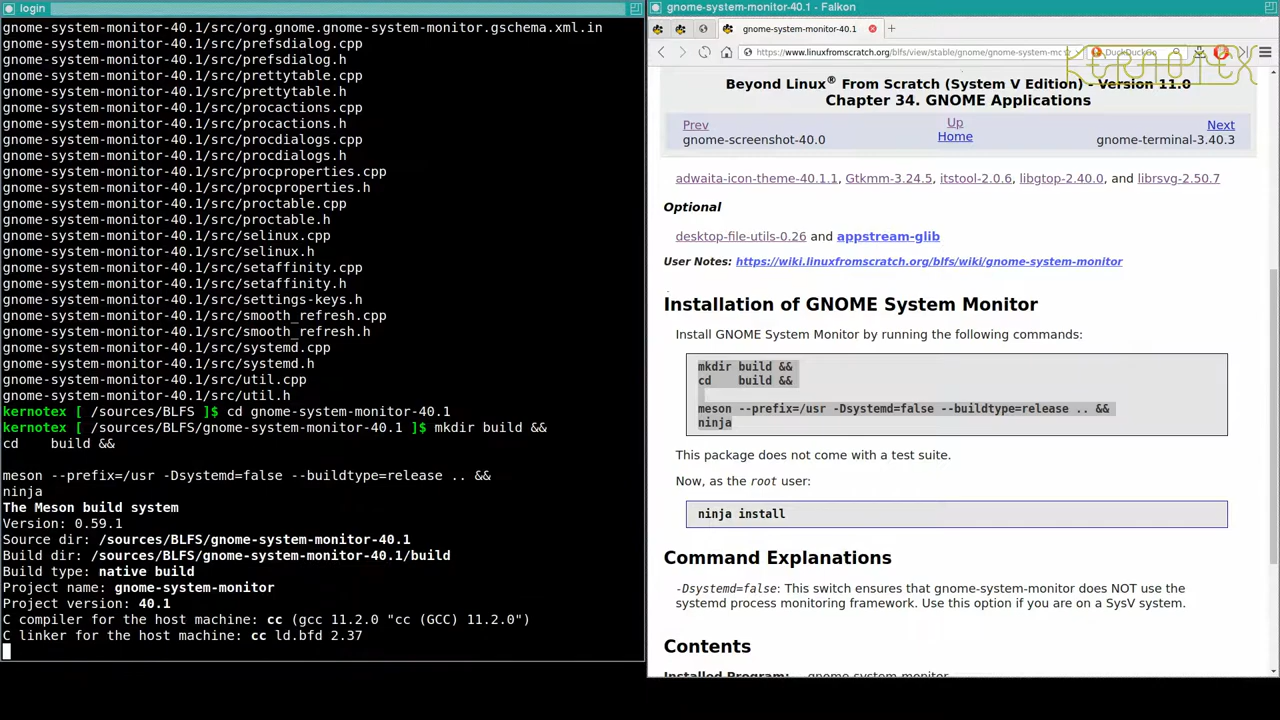 login
gnome-system-monitor-40.1/src/org.gnome.gnome-system-monitor.gschema.xml.in
gnome-system-monitor-40.1/src/prefsdialog.cpp
gnome-system-monitor-40.1/src/prefsdialog.h
gnome-system-monitor-40.1/src/prettytable.cpp
gnome-system-monitor-40.1/src/prettytable.h
gnome-system-monitor-40.1/src/procactions.cpp
gnome-system-monitor-40.1/src/procactions.h
gnome-system-monitor-40.1/src/procdialogs.cpp
gnome-system-monitor-40.1/src/procdialogs.h
gnome-system-monitor-40.1/src/procproperties.cpp
gnome-system-monitor-40.1/src/procproperties.h
gnome-system-monitor-40.1/src/proctable.cpp
gnome-system-monitor-40.1/src/proctable.h
gnome-system-monitor-40.1/src/selinux.cpp
gnome-system-monitor-40.1/src/selinux.h
gnome-system-monitor-40.1/src/setaffinity.cpp
gnome-system-monitor-40.1/src/setaffinity.h
gnome-system-monitor-40.1/src/settings-keys.h
gnome-system-monitor-40.1/src/smooth_refresh.cpp
gnome-system-monitor-40.1/src/smooth_refresh.h
gnome-system-monitor-40.1/src/systemd.cpp
gnome-system-monitor-40.1/src/systemd.h
gnome-system-monitor-40.1/src/util.cpp
gnome-system-monitor-40.1/src/util.h
kernotex [ /sources/BLFS ]$ cd gnome-system-monitor-40.1
kernotex [ /sources/BLFS/gnome-system-monitor-40.1 ]$ mkdir build &&
cd    build &&
meson --prefix=/usr -Dsystemd=false --buildtype=release .. &&
ninja
The Meson build system
Version: 0.59.1
Source dir: /sources/BLFS/gnome-system-monitor-40.1
Build dir: /sources/BLFS/gnome-system-monitor-40.1/build
Build type: native build
Project name: gnome-system-monitor
Project version: 40.1
C compiler for the host machine: cc (gcc 11.2.0 "cc (GCC) 11.2.0")
C linker for the host machine: cc ld.bfd 2.37
gnome-system-monitor-40.1 - Falkon
gnome-system-monitor-40.1
https://www.linuxfromscratch.org/blfs/view/stable/gnome/gnome-system-mo
DuckDuckGo
KERNOTEX
Beyond Linux® From Scratch (System V Edition) - Version 11.0
Chapter 34. GNOME Applications
Prev Up Next
gnome-screenshot-40.0 Home gnome-terminal-3.40.3
adwaita-icon-theme-40.1.1, Gtkmm-3.24.5, itstool-2.0.6, libgtop-2.40.0, and librsvg-2.50.7
Optional
desktop-file-utils-0.26 and appstream-glib
User Notes: https://wiki.linuxfromscratch.org/blfs/wiki/gnome-system-monitor
Installation of GNOME System Monitor
Install GNOME System Monitor by running the following commands:
mkdir build &&
cd    build &&
meson --prefix=/usr -Dsystemd=false --buildtype=release .. &&
ninja
This package does not come with a test suite.
Now, as the root user:
ninja install
Command Explanations
-Dsystemd=false: This switch ensures that gnome-system-monitor does NOT use the
systemd process monitoring framework. Use this option if you are on a SysV system.
Contents
Installed Program: gnome-system-monitor